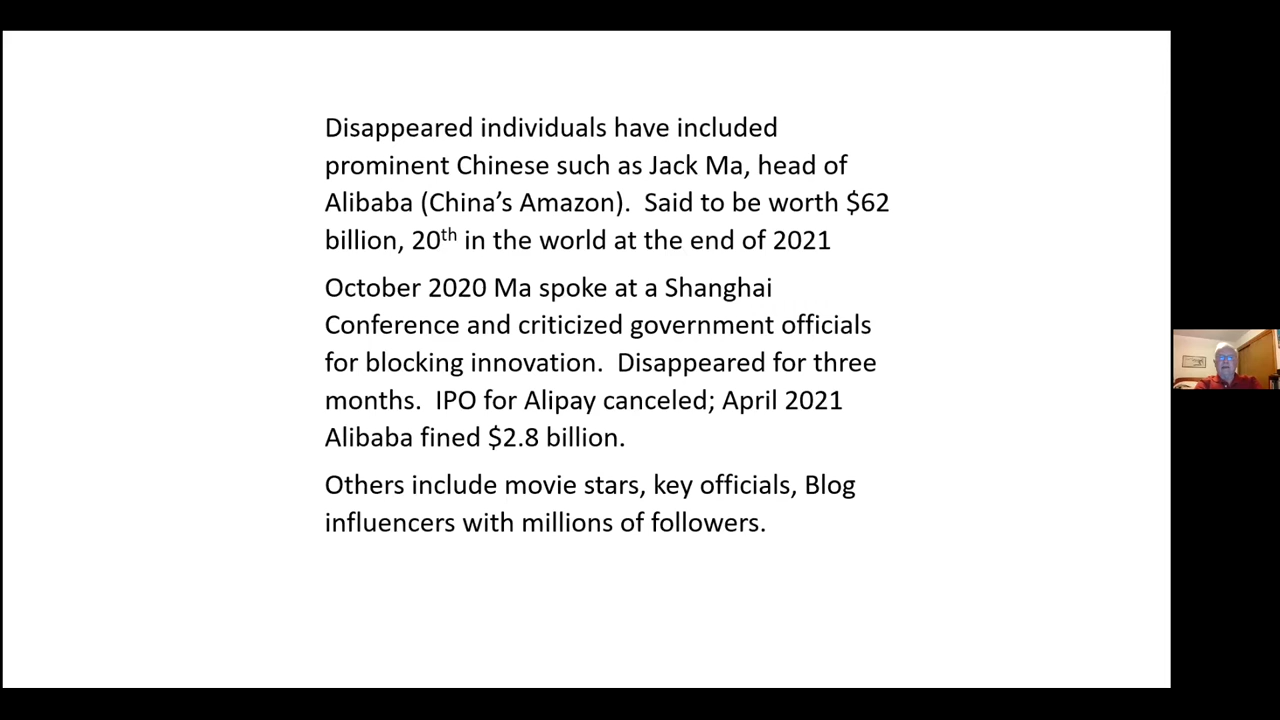 Disappeared individuals have included
prominent Chinese such as Jack Ma, head of
Alibaba (China’s Amazon).  Said to be worth $62
billion, 20th in the world at the end of 2021
October 2020 Ma spoke at a Shanghai
Conference and criticized government officials
for blocking innovation.  Disappeared for three
months.  IPO for Alipay canceled; April 2021
Alibaba fined $2.8 billion.
Others include movie stars, key officials, Blog
influencers with millions of followers.